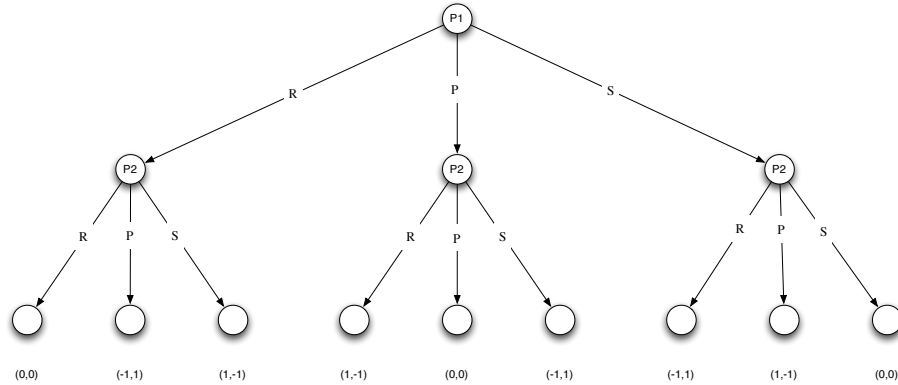 P1
R P S
P2 P2 P2
R P S R P S R P S
(0,0) (-1,1) (1,-1) (1,-1) (0,0) (-1,1) (-1,1) (1,-1) (0,0)